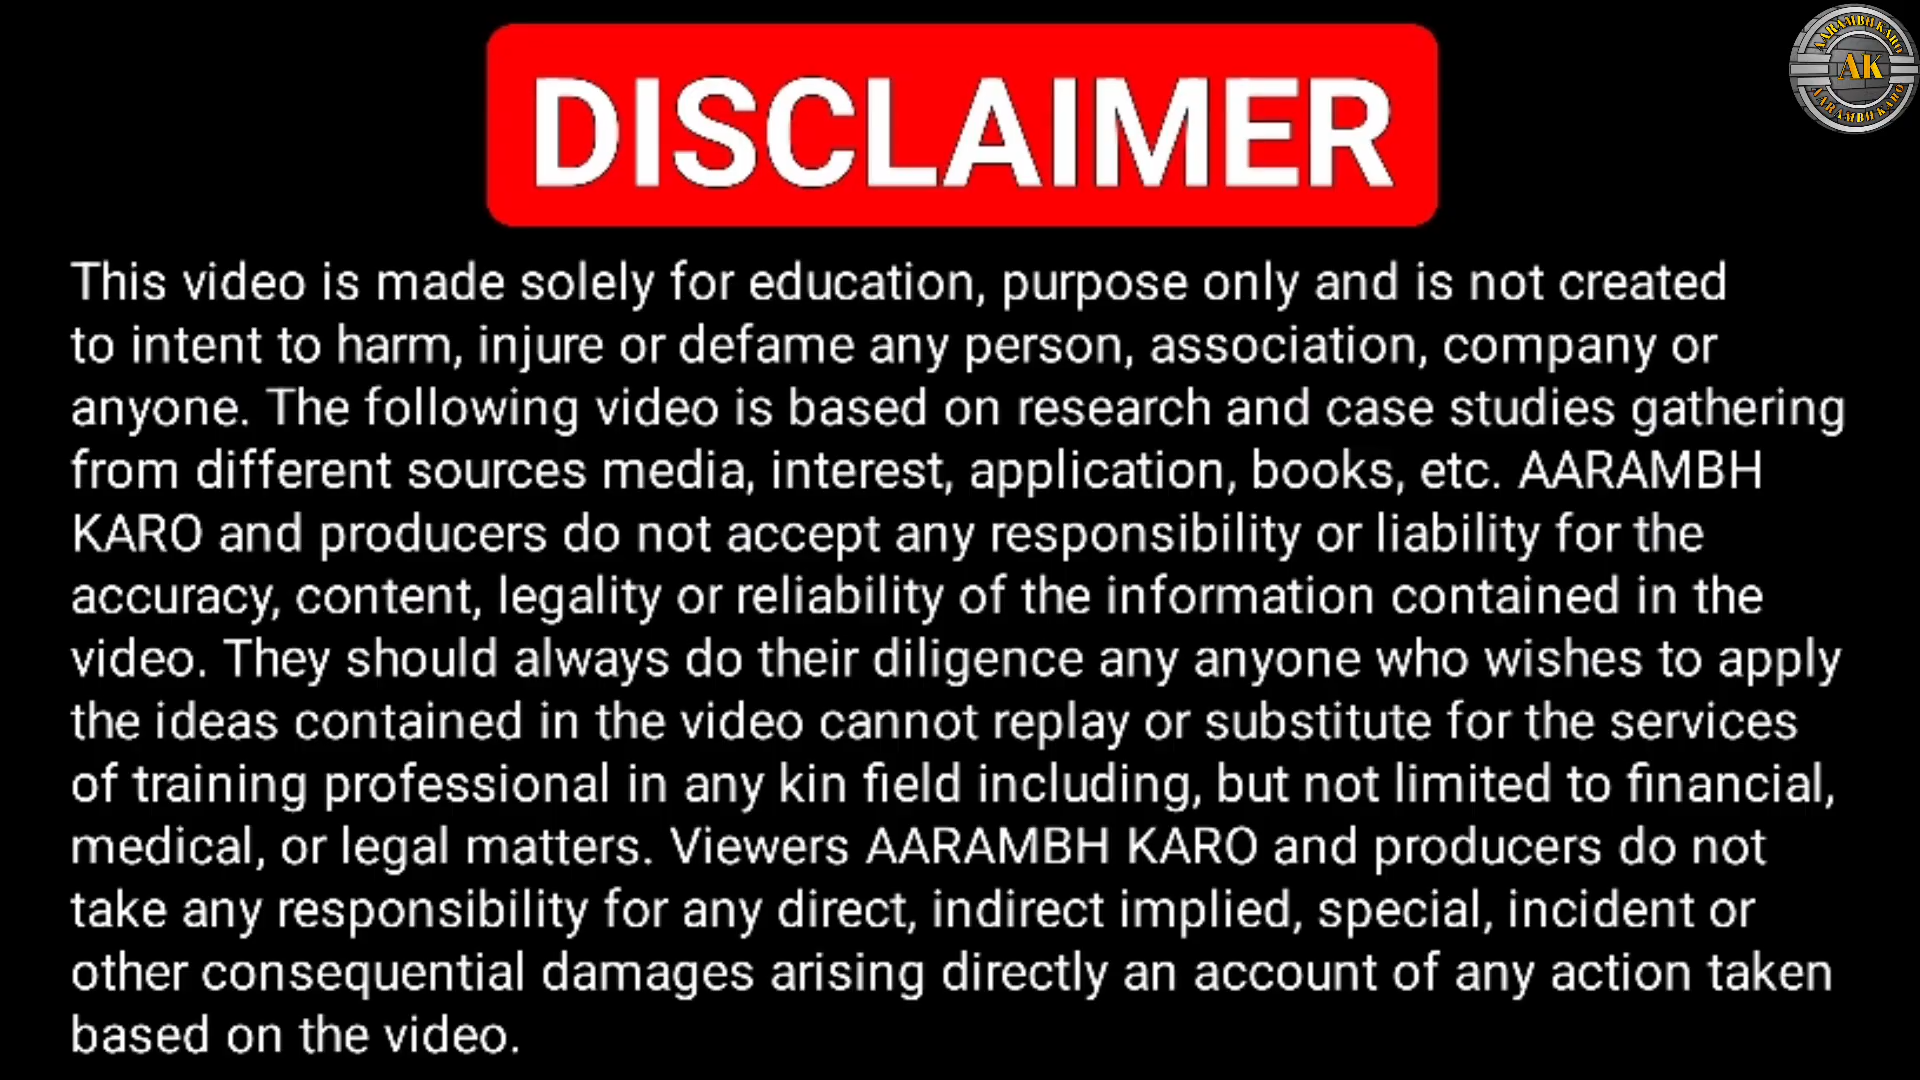 DISCLAIMER
AARAMBH KARO
AK
AARAMBH KARO
This video is made solely for education, purpose only and is not created
to intent to harm, injure or defame any person, association, company or
anyone. The following video is based on research and case studies gathering
from different sources media, interest, application, books, etc. AARAMBH
KARO and producers do not accept any responsibility or liability for the
accuracy, content, legality or reliability of the information contained in the
video. They should always do their diligence any anyone who wishes to apply
the ideas contained in the video cannot replay or substitute for the services
of training professional in any kin field including, but not limited to financial,
medical, or legal matters. Viewers AARAMBH KARO and producers do not
take any responsibility for any direct, indirect implied, special, incident or
other consequential damages arising directly an account of any action taken
based on the video.